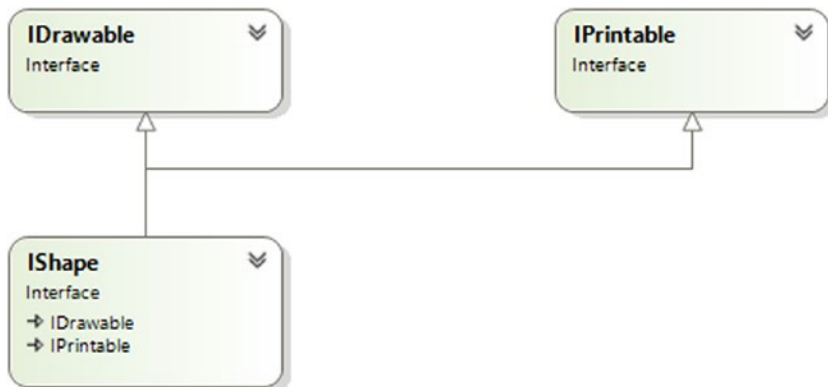 IDrawable
Interface
IPrintable
Interface
IShape
Interface
IDrawable
IPrintable